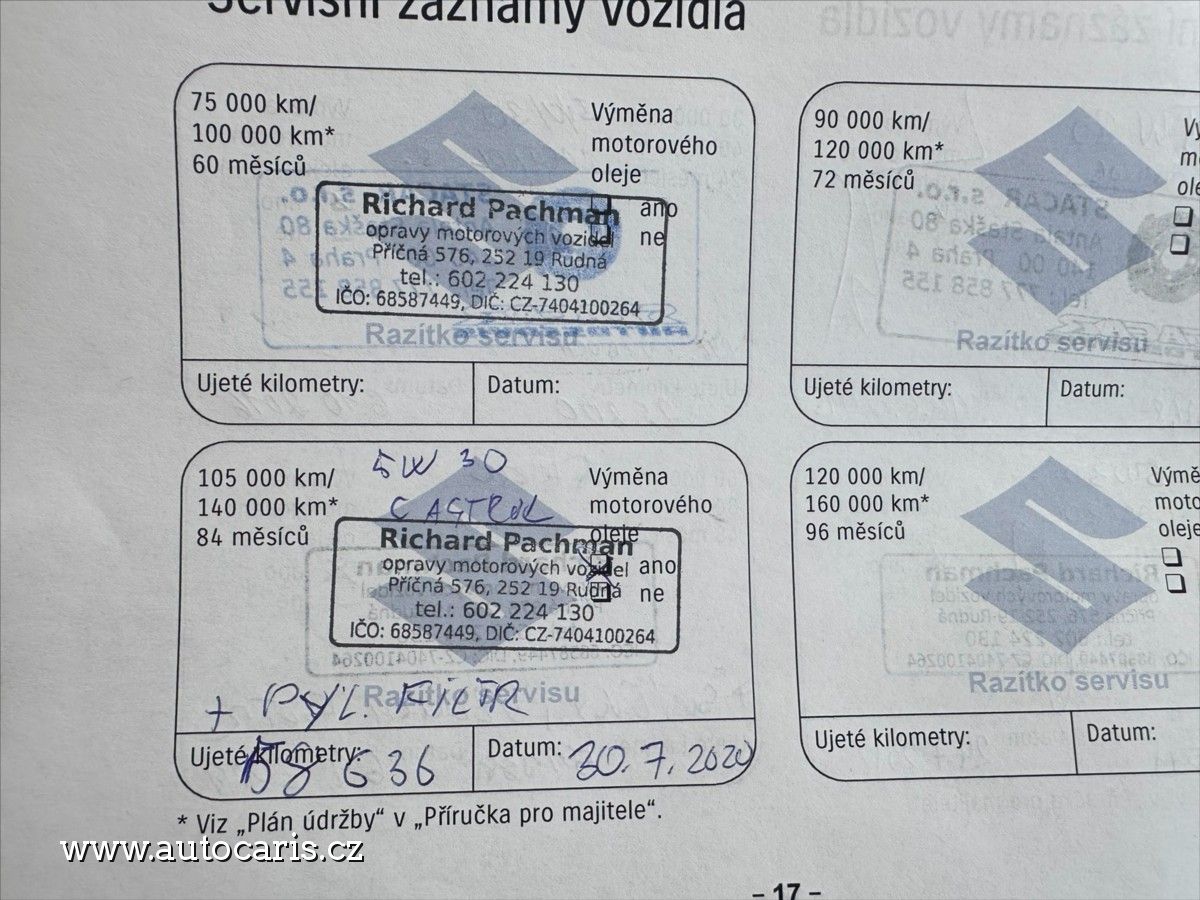 Servisní záznamy vozidla
75 000 km/
100 000 km*
60 měsíců
Výměna
motorového
oleje
ano
ne
Richard Pachman
opravy motorových vozidel
Příčná 576, 252 19 Rudná
tel.: 602 224 130
IČO: 68587449, DIČ: CZ-7404100264
Razítko servisu
Ujeté kilometry:
Datum:
90 000 km/
120 000 km*
72 měsíců
Razítko servisu
Ujeté kilometry:
Datum:
105 000 km/
140 000 km*
84 měsíců
5W 30
CASTROL
Výměna
motorového
oleje
ano
ne
Richard Pachman
opravy motorových vozidel
Příčná 576, 252 19 Rudná
tel.: 602 224 130
IČO: 68587449, DIČ: CZ-7404100264
Razítko servisu
+ PYL. FILTR
Ujeté kilometry:
58 636
Datum: 30.7.2020
120 000 km/
160 000 km*
96 měsíců
oleje
Razítko servisu
Ujeté kilometry:
Datum:
* Viz „Plán údržby“ v „Příručka pro majitele“.
www.autocaris.cz
– 17 –